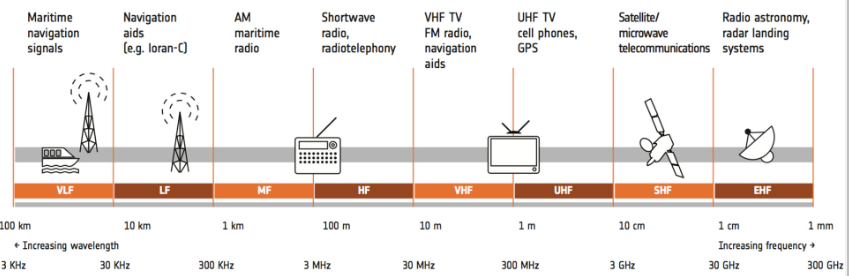 Maritime
navigation
signals
Navigation
aids
(e.g. loran-C)
AM
maritime
radio
Shortwave
radio,
radiotelephony
VHF TV
FM radio,
navigation
aids
UHF TV
cell phones,
GPS
Satellite/
microwave
telecommunications
Radio astronomy,
radar landing
systems
VLF LF MF HF VHF UHF SHF EHF
100 km 10 km 1 km 100 m 10 m 1 m 10 cm 1 cm 1 mm
← Increasing wavelength Increasing frequency →
3 KHz 30 KHz 300 KHz 3 MHz 30 MHz 300 MHz 3 GHz 30 GHz 300 GHz